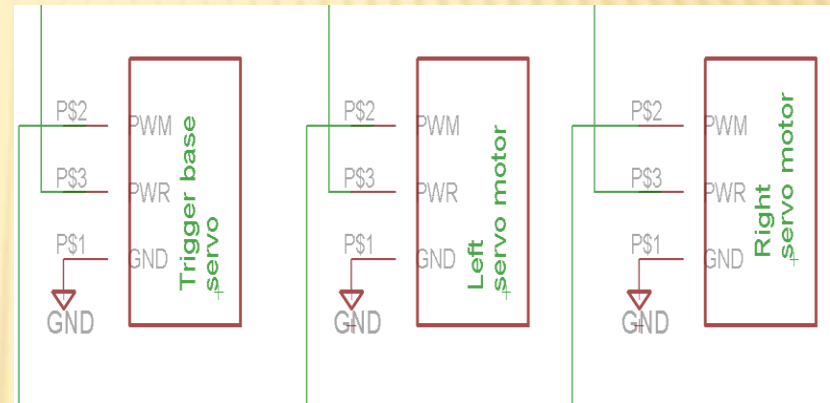 P$2
PWM
P$3
PWR
P$1
GND
GND
Trigger base
servo
P$2
PWM
P$3
PWR
P$1
GND
GND
Left
servo motor
P$2
PWM
P$3
PWR
P$1
GND
GND
Right
servo motor